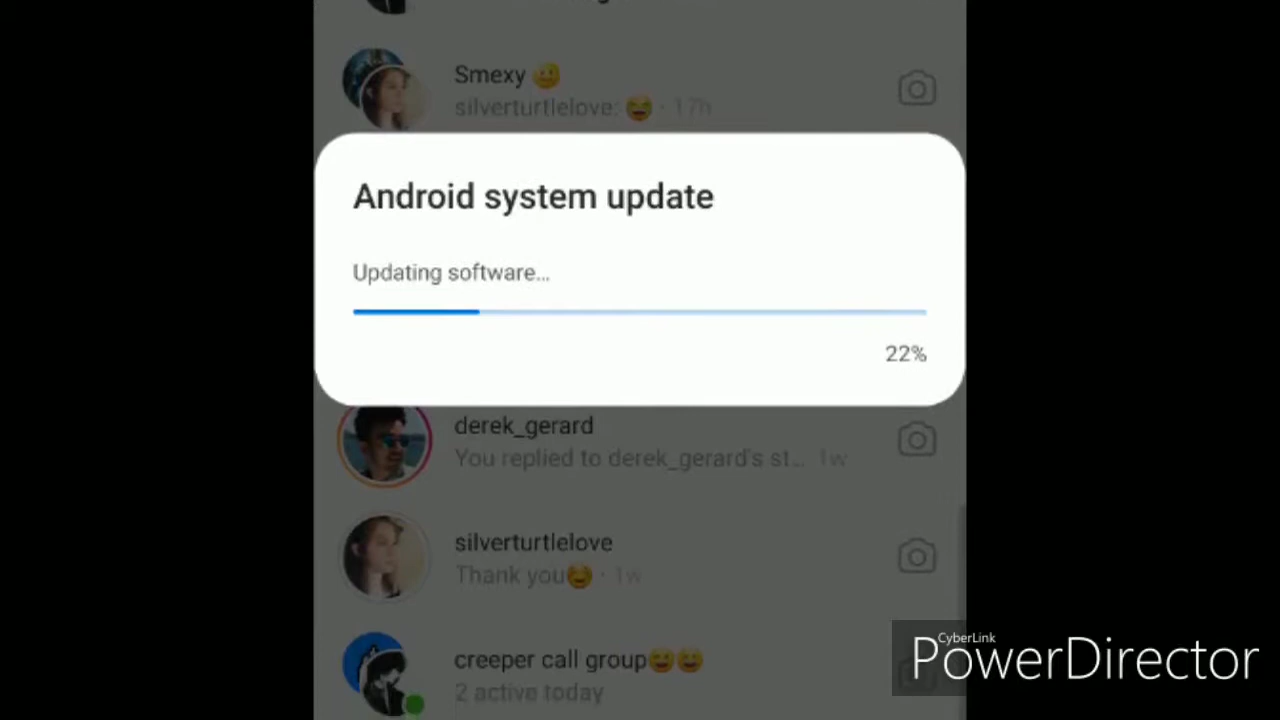 Smexy 🥴
silverturtlelove: 😂 · 17h
Android system update
Updating software...
22%
derek_gerard
You replied to derek_gerard's st... 1w
silverturtlelove
Thank you☺️ · 1w
creeper call group😂😂
2 active today
CyberLink
PowerDirector